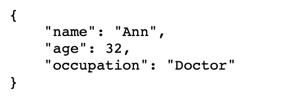 {
    "name": "Ann",
    "age": 32,
    "occupation": "Doctor"
}